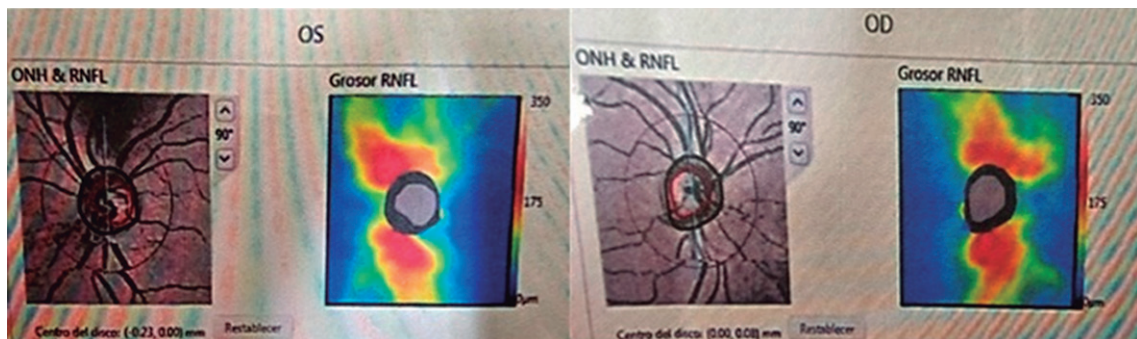 OS
ONH & RNFL
Grosor RNFL
90°
350
175
0µm
Centro del disco: (-0.23, 0.00) mm
Restablecer
OD
ONH & RNFL
Grosor RNFL
90°
350
175
0µm
Centro del disco: (0.00, 0.08) mm
Restablecer